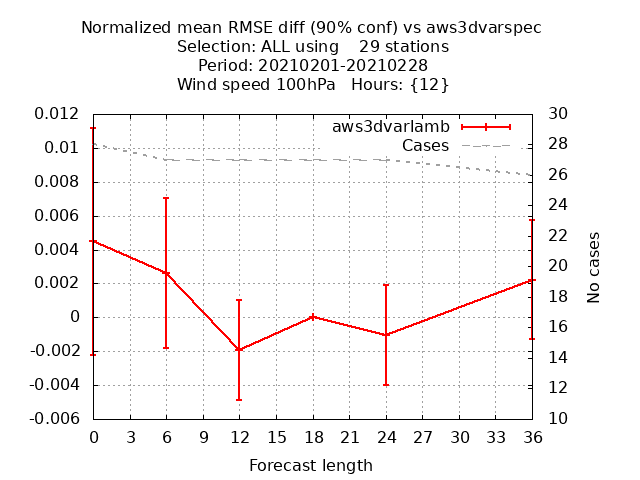 Normalized mean RMSE diff (90% conf) vs aws3dvarspec
Selection: ALL using    29 stations
Period: 20210201-20210228
Wind speed 100hPa   Hours: {12}
aws3dvarlamb
Cases
0.012
0.01
0.008
0.006
0.004
0.002
0
-0.002
-0.004
-0.006
30
28
26
24
22
20
18
16
14
12
10
No cases
0 3 6 9 12 15 18 21 24 27 30 33 36
Forecast length